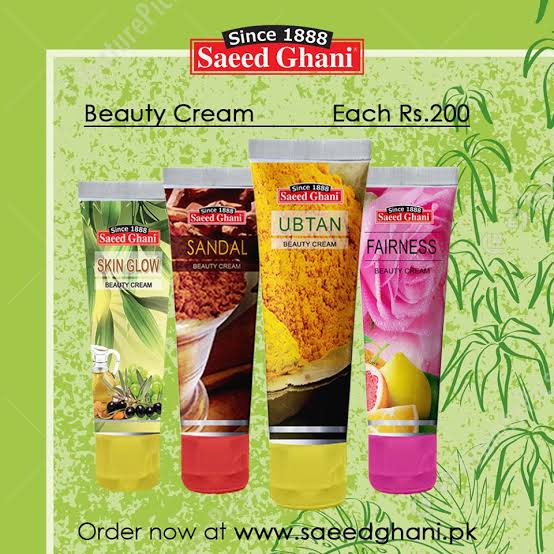 Since 1888
Saeed Ghani
Beauty Cream Each Rs.200
Since 1888
Saeed Ghani
SKIN GLOW
BEAUTY CREAM
Since 1888
Saeed Ghani
SANDAL
BEAUTY CREAM
Since 1888
Saeed Ghani
UBTAN
BEAUTY CREAM
Since 1888
Saeed Ghani
FAIRNESS
BEAUTY CREAM
Order now at www.saeedghani.pk